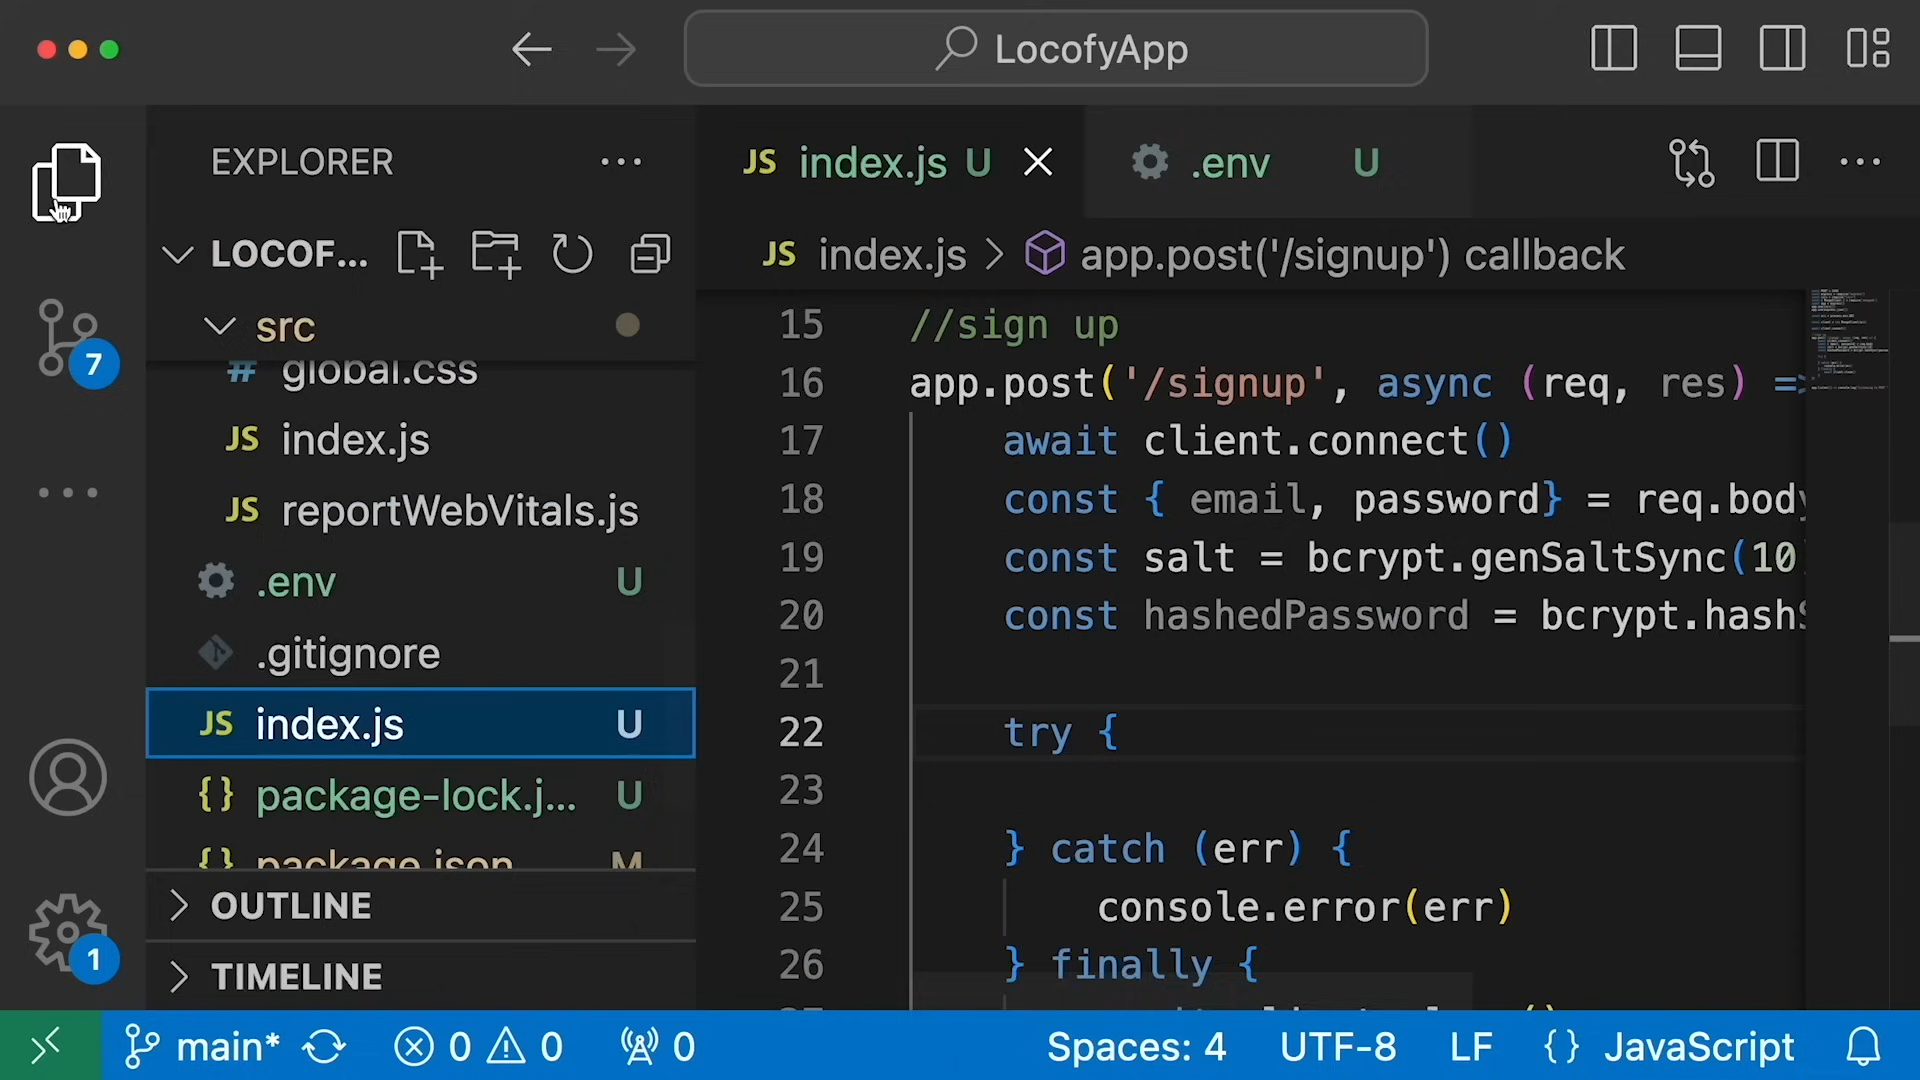 LocofyApp
EXPLORER
JS index.js U
.env U
LOCOF...
JS index.js > app.post('/signup') callback
src
global.css
JS index.js
JS reportWebVitals.js
.env U
.gitignore
JS index.js U
{} package-lock.j... U
{} package.json M
OUTLINE
TIMELINE
7
1
15 //sign up
16 app.post('/signup', async (req, res) =>
17 await client.connect()
18 const { email, password} = req.body
19 const salt = bcrypt.genSaltSync(10
20 const hashedPassword = bcrypt.hash
21
22 try {
23
24 } catch (err) {
25 console.error(err)
26 } finally {
main* 0 0 0 Spaces: 4 UTF-8 LF {} JavaScript